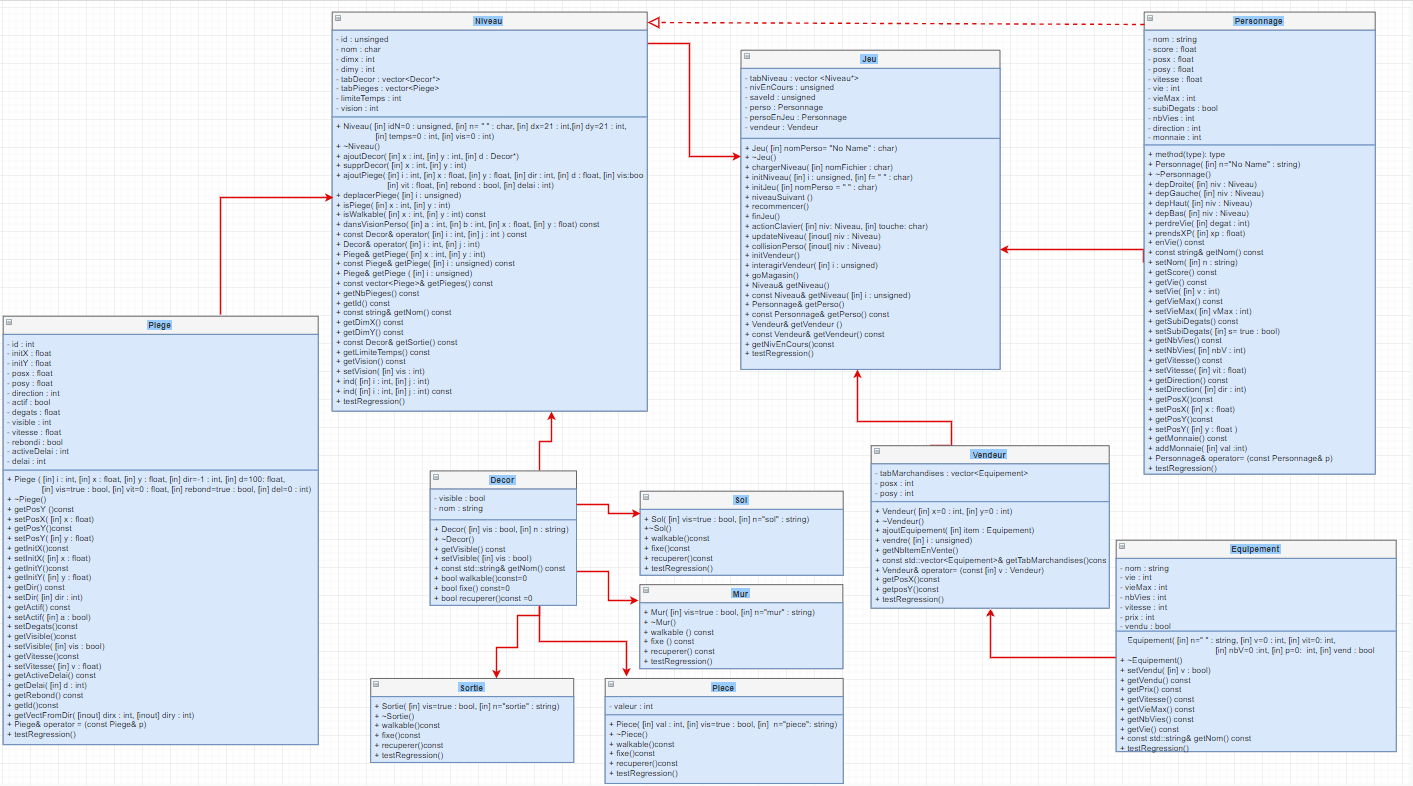 Niveau
- id : unsinged
- nom : char
- dimx : int
- dimy : int
- tabDecor : vector<Decor*>
- tabPieges : vector<Piege>
- limiteTemps : int
- vision : int
+ Niveau( [in] idN=0 : unsigned, [in] n= " " : char, [in] dx=21 : int,[in] dy=21 : int,
[in] temps=0 : int, [in] vis=0 : int)
+ ~Niveau()
+ ajoutDecor( [in] x : int, [in] y : int, [in] d : Decor*)
+ supprDecor( [in] x : int, [in] y : int)
+ ajoutPiege( [in] i : int, [in] x : float, [in] y : float, [in] dir : int, [in] d : float, [in] vis:boo
[in] vit : float, [in] rebond : bool, [in] delai : int)
+ deplacerPiege( [in] i : unsigned)
+ isPiege( [in] x : int, [in] y : int)
+ isWalkable( [in] x : int, [in] y : int) const
+ dansVisionPerso( [in] a : int, [in] b : int, [in] x : float, [in] y : float) const
+ const Decor& operator( [in] i : int, [in] j : int ) const
+ Decor& operator( [in] i : int, [in] j : int)
+ Piege& getPiege( [in] x : int, [in] y : int)
+ const Piege& getPiege( [in] i : unsigned) const
+ Piege& getPiege ( [in] i : unsigned)
+ const vector<Piege>& getPieges() const
+ getNbPieges() const
+ getId() const
+ const string& getNom() const
+ getDimX() const
+ getDimY() const
+ const Decor& getSortie() const
+ getLimiteTemps() const
+ getVision() const
+ setVision( [in] vis : int)
+ ind( [in] i : int, [in] j : int)
+ ind( [in] i : int, [in] j : int) const
+ testRegression()
Jeu
- tabNiveau : vector <Niveau*>
- nivEnCours : unsigned
- saveId : unsigned
- perso : Personnage
- persoEnJeu : Personnage
- vendeur : Vendeur
+ Jeu( [in] nomPerso= "No Name" : char)
+ ~Jeu()
+ chargerNiveau( [in] nomFichier : char)
+ initNiveau( [in] i : unsigned, [in] f= " " : char)
+ initJeu( [in] nomPerso = " " : char)
+ niveauSuivant ()
+ recommencer()
+ finJeu()
+ actionClavier( [in] niv: Niveau, [in] touche: char)
+ updateNiveau( [inout] niv : Niveau)
+ collisionPerso( [inout] niv : Niveau)
+ initVendeur()
+ interagirVendeur( [in] i : unsigned)
+ goMagasin()
+ Niveau& getNiveau()
+ const Niveau& getNiveau( [in] i : unsigned)
+ Personnage& getPerso()
+ const Personnage& getPerso() const
+ Vendeur& getVendeur ()
+ const Vendeur& getVendeur() const
+ getNivEnCours()const
+ testRegression()
Personnage
- nom : string
- score : float
- posx : float
- posy : float
- vitesse : float
- vie : int
- vieMax : int
- subiDegats : bool
- nbVies : int
- direction : int
- monnaie : int
+ method(type): type
+ Personnage( [in] n="No Name" : string)
+ ~Personnage()
+ depDroite( [in] niv : Niveau)
+ depGauche( [in] niv : Niveau)
+ depHaut( [in] niv : Niveau)
+ depBas( [in] niv : Niveau)
+ perdreVie( [in] degat : int)
+ prendsXP( [in] xp : float)
+ enVie() const
+ const string& getNom() const
+ setNom( [in] n : string)
+ getScore() const
+ getVie() const
+ setVie( [in] v : int)
+ getVieMax() const
+ setVieMax( [in] vMax : int)
+ getSubiDegats() const
+ setSubiDegats( [in] s= true : bool)
+ getNbVies() const
+ setNbVies( [in] nbV : int)
+ getVitesse() const
+ setVitesse( [in] vit : float)
+ getDirection() const
+ setDirection( [in] dir : int)
+ getPosX()const
+ setPosX( [in] x : float)
+ getPosY()const
+ setPosY( [in] y : float )
+ getMonnaie() const
+ addMonnaie( [in] val :int)
+ Personnage& operator= (const Personnage& p)
+ testRegression()
Piege
- id : int
- initX : float
- initY : float
- posx : float
- posy : float
- direction : int
- actif : bool
- degats : float
- visible : int
- vitesse : float
- rebondi : bool
- activeDelai : int
- delai : int
+ Piege ( [in] i : int, [in] x : float, [in] y : float, [in] dir=-1 : int, [in] d=100: float,
[in] vis=true : bool, [in] vit=0 : float, [in] rebond=true : bool, [in] del=0 : int)
+ ~Piege()
+ getPosY ()const
+ setPosX( [in] x : float)
+ getPosY()const
+ setPosY( [in] y : float)
+ getInitX()const
+ setInitX( [in] x : float)
+ getInitY()const
+ getInitY( [in] y : float)
+ getDir() const
+ setDir( [in] dir : int)
+ getActif() const
+ setActif( [in] a : bool)
+ setDegats()const
+ getVisible()const
+ setVisible( [in] vis : bool)
+ getVitesse()const
+ setVitesse( [in] v : float)
+ getActiveDelai() const
+ getDelai( [in] d : int)
+ getRebond() const
+ getId()const
+ getVectFromDir( [inout] dirx : int, [inout] diry : int)
+ Piege& operator = (const Piege& p)
+ testRegression()
Decor
- visible : bool
- nom : string
+ Decor( [in] vis : bool, [in] n : string)
+ ~Decor()
+ getVisible() const
+ setVisible( [in] vis : bool)
+ const std::string& getNom() const
+ bool walkable()const=0
+ bool fixe() const=0
+ bool recuperer()const =0
Sol
+ Sol( [in] vis=true : bool, [in] n="sol" : string)
+~Sol()
+ walkable()const
+ fixe()const
+ recuperer()const
+ testRegression()
Mur
+ Mur( [in] vis=true : bool, [in] n="mur" : string)
+ ~Mur()
+ walkable () const
+ fixe () const
+ recuperer() const
+ testRegression()
Sortie
+ Sortie( [in] vis=true : bool, [in] n="sortie" : string)
+ ~Sortie()
+ walkable()const
+ fixe()const
+ recuperer()const
+ testRegression()
Piece
- valeur : int
+ Piece( [in] val : int, [in] vis=true : bool, [in] n="piece": string)
+ ~Piece()
+ walkable()const
+ fixe()const
+ recuperer()const
+ testRegression()
Vendeur
- tabMarchandises : vector<Equipement>
- posx : int
- posy : int
+ Vendeur( [in] x=0 : int, [in] y=0 : int)
+ ~Vendeur()
+ ajoutEquipement( [in] item : Equipement)
+ vendre( [in] i : unsigned)
+ getNbItemEnVente()
+ const std::vector<Equipement>& getTabMarchandises()cons
+ Vendeur& operator= (const [in] v : Vendeur)
+ getPosX()const
+ getposY()const
+ testRegression()
Equipement
- nom : string
- vie : int
- vieMax : int
- nbVies : int
- vitesse : int
- prix : int
- vendu : bool
Equipement( [in] n=" " : string, [in] v=0 : int, [in] vit=0: int,
[in] nbV=0 :int, [in] p=0: int, [in] vend : bool
+ ~Equipement()
+ setVendu( [in] v : bool)
+ getVendu() const
+ getPrix() const
+ getVitesse() const
+ getVieMax() const
+ getNbVies() const
+ getVie() const
+ const std::string& getNom() const
+ testRegression()